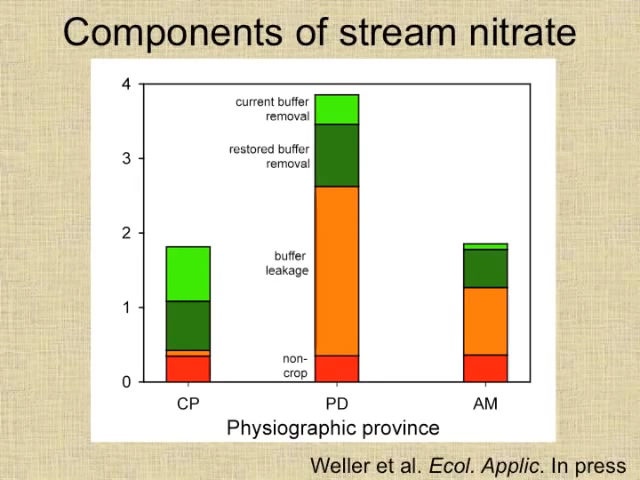 Components of stream nitrate
4
current buffer
removal
restored buffer
removal
3
2
buffer
leakage
1
non-
crop
0
CP PD AM
Physiographic province
Weller et al. Ecol. Applic. In press